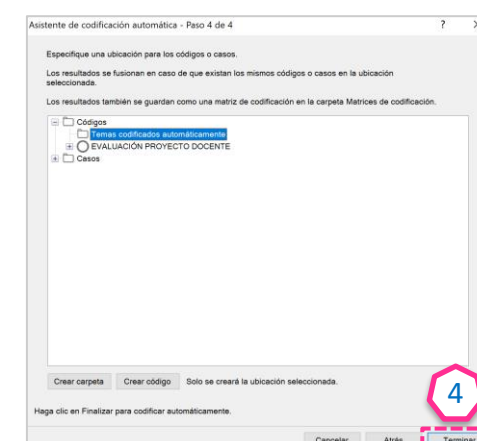 Asistente de codificación automática - Paso 4 de 4 ?
Especifique una ubicación para los códigos o casos.
Los resultados se fusionan en caso de que existan los mismos códigos o casos en la ubicación
seleccionada.
Los resultados también se guardan como una matriz de codificación en la carpeta Matrices de codificación.
Códigos
Temas codificados automáticamente
EVALUACIÓN PROYECTO DOCENTE
Casos
Crear carpeta Crear código Solo se creará la ubicación seleccionada.
4
Haga clic en Finalizar para codificar automáticamente.
Cancelar Atrás Terminar